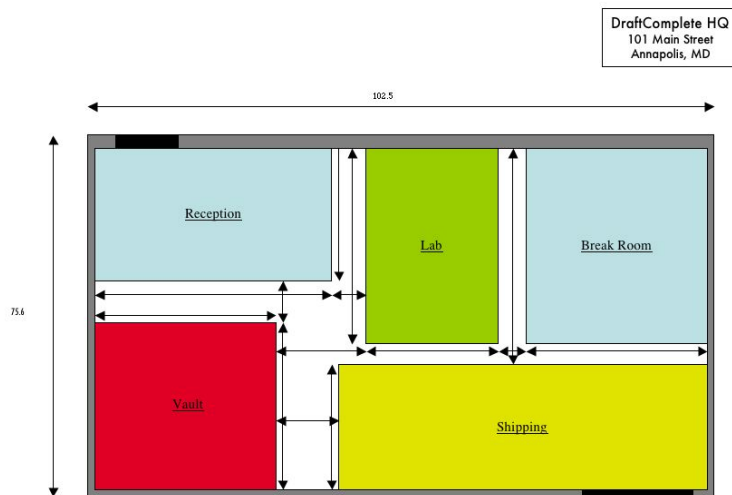 DraftComplete HQ
101 Main Street
Annapolis, MD
102.5
Reception
Lab
Break Room
75.6
Vault
Shipping